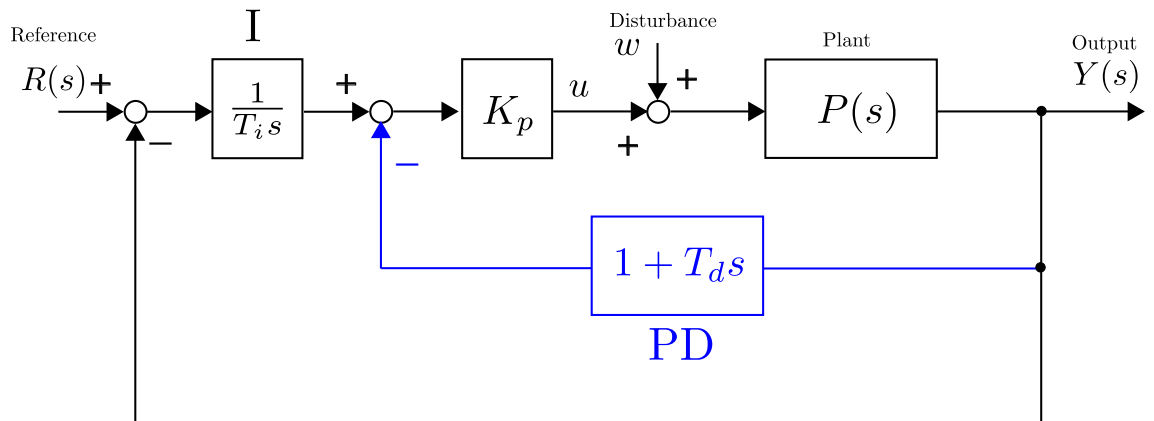 Reference
R(s)
+
−
I
1/(T_i s)
+
−
K_p
u
Disturbance
w
+
+
Plant
P(s)
Output
Y(s)
1 + T_d s
PD